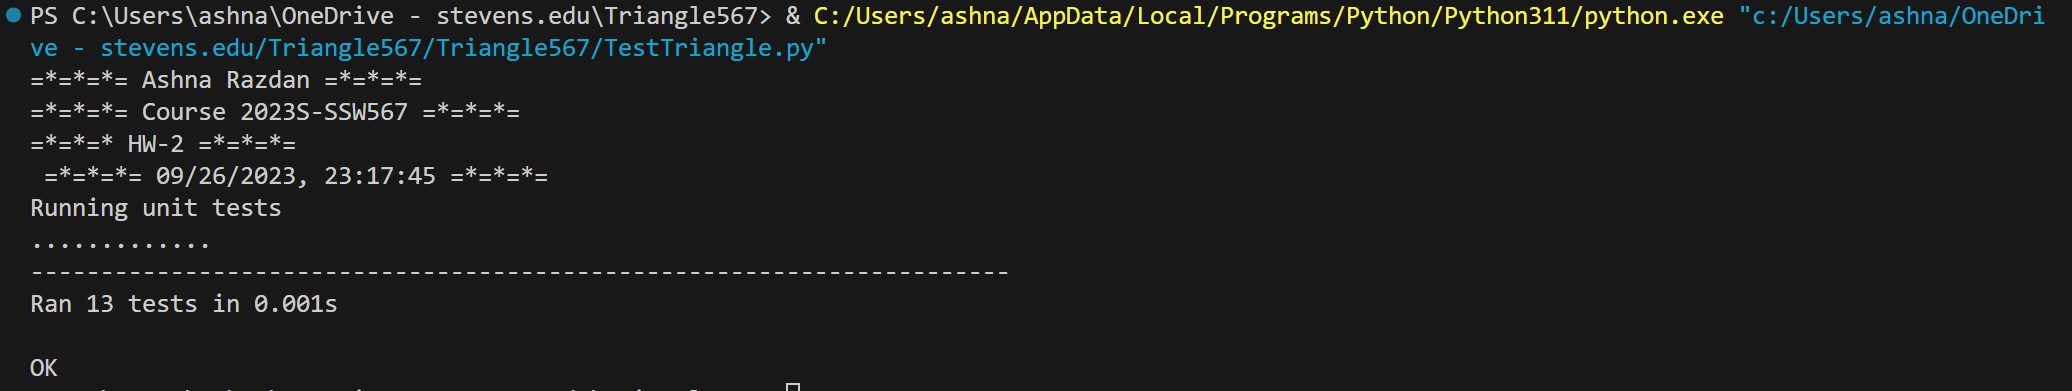 PS C:\Users\ashna\OneDrive - stevens.edu\Triangle567> & C:/Users/ashna/AppData/Local/Programs/Python/Python311/python.exe "c:/Users/ashna/OneDri
ve - stevens.edu/Triangle567/Triangle567/TestTriangle.py"
=*=*=*= Ashna Razdan =*=*=*=
=*=*=*= Course 2023S-SSW567 =*=*=*=
=*=*=* HW-2 =*=*=*=
 =*=*=*= 09/26/2023, 23:17:45 =*=*=*=
Running unit tests
.............
----------------------------------------------------------------------
Ran 13 tests in 0.001s
OK